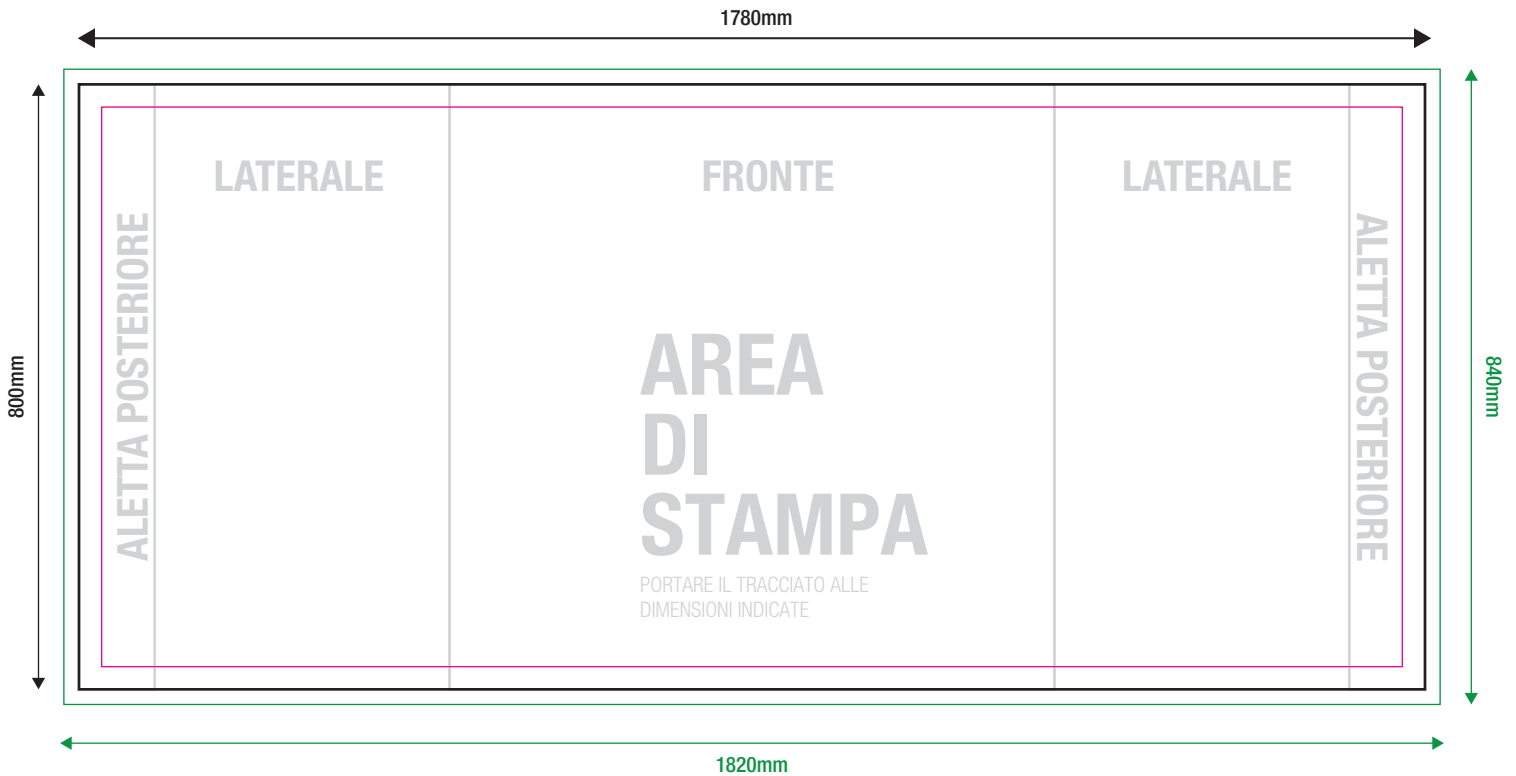 1780mm
LATERALE
FRONTE
LATERALE
ALETTA POSTERIORE
ALETTA POSTERIORE
AREA
DI
STAMPA
PORTARE IL TRACCIATO ALLE
DIMENSIONI INDICATE
800mm
840mm
1820mm